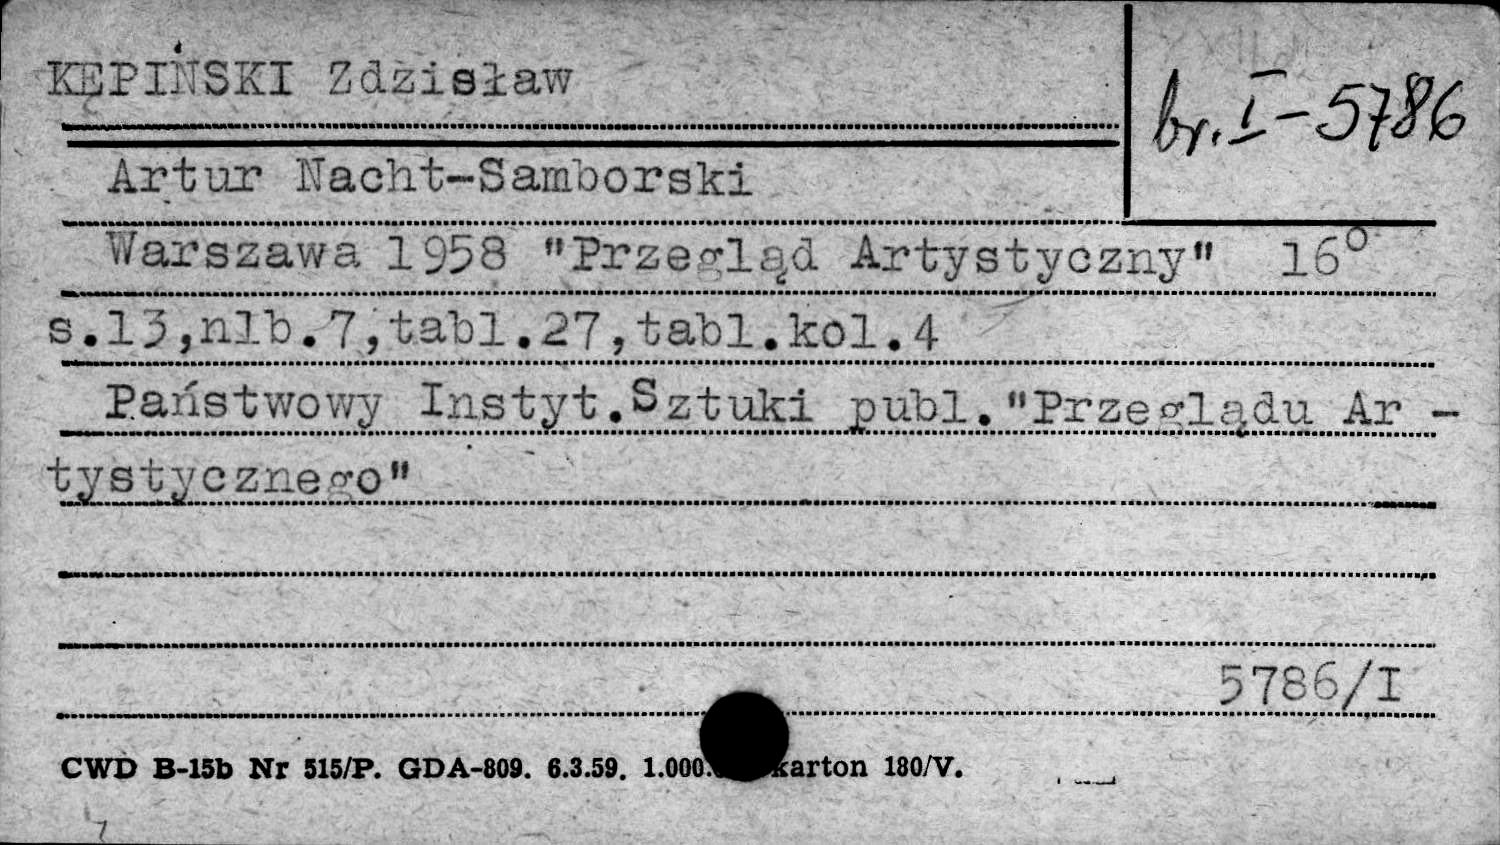 KĘPIŃSKI Zdzisław
br. I-5786
Artur Nacht-Samborski
Warszawa 1958 "Przegląd Artystyczny" 16°
s.13,nlb.7,tabl.27,tabl.kol.4
Państwowy Instyt.Sztuki publ."Przeglądu Ar -
tystycznego"
5786/I
CWD B-15b Nr 515/P. GDA-809. 6.3.59. karton 180/V.